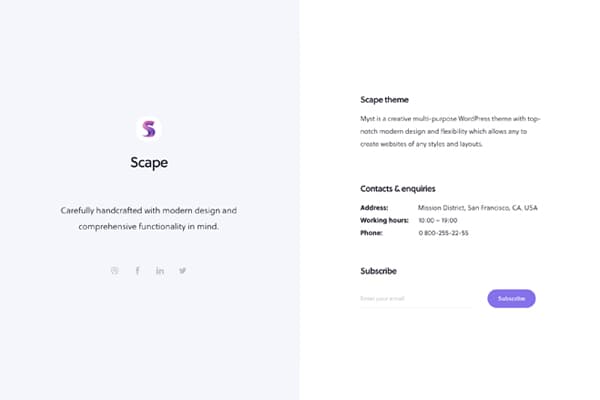 S
Scape
Carefully handcrafted with modern design and
comprehensive functionality in mind.
Scape theme
Myst is a creative multi-purpose WordPress theme with top-
notch modern design and flexibility which allows any to
create websites of any styles and layouts.
Contacts & enquiries
Address: Mission District, San Francisco, CA, USA
Working hours: 10:00 – 19:00
Phone: 0 800-255-22-55
Subscribe
Enter your email
Subscribe